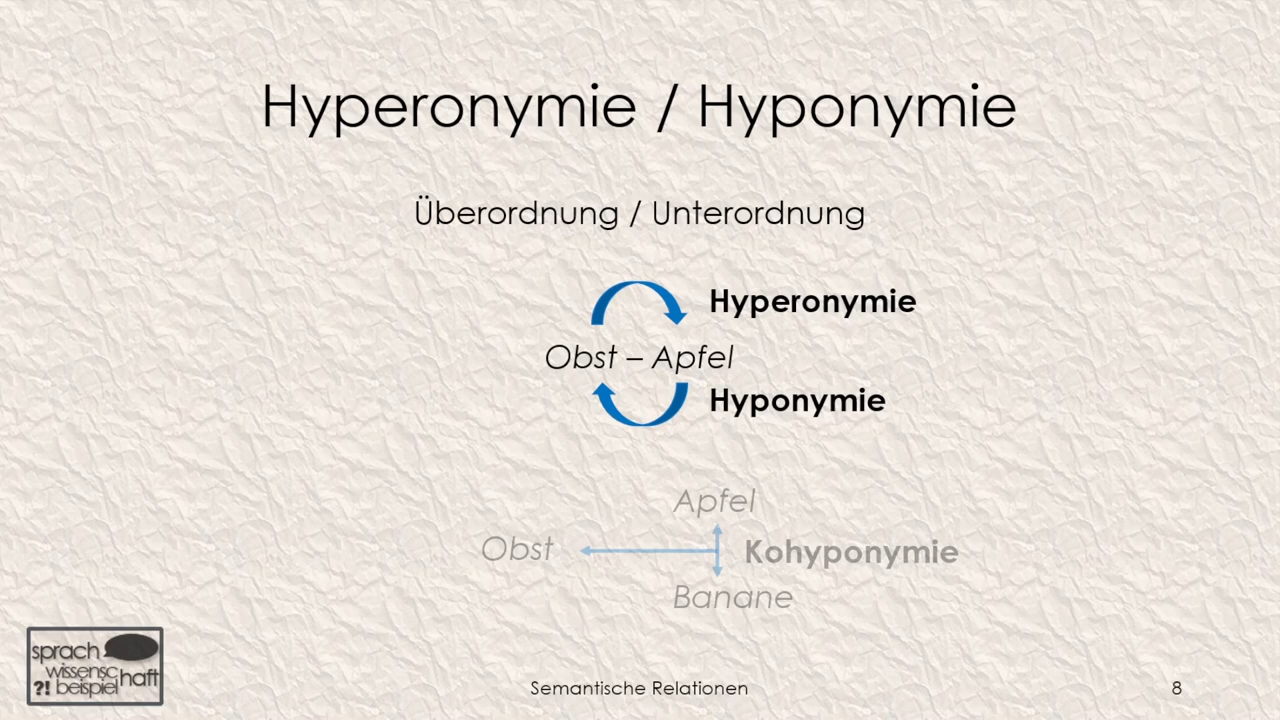 Hyperonymie / Hyponymie
Überordnung / Unterordnung
Hyperonymie
Obst – Apfel
Hyponymie
Apfel
Obst
Kohyponymie
Banane
sprach
wissensc
haft
?! beispiel
Semantische Relationen
8